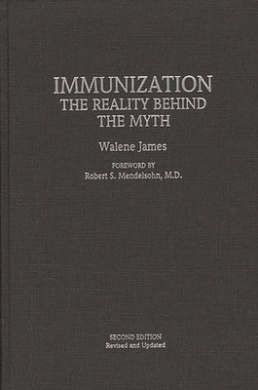 IMMUNIZATION
THE REALITY BEHIND
THE MYTH
Walene James
FOREWORD BY
Robert S. Mendelsohn, M.D.
SECOND EDITION
Revised and Updated